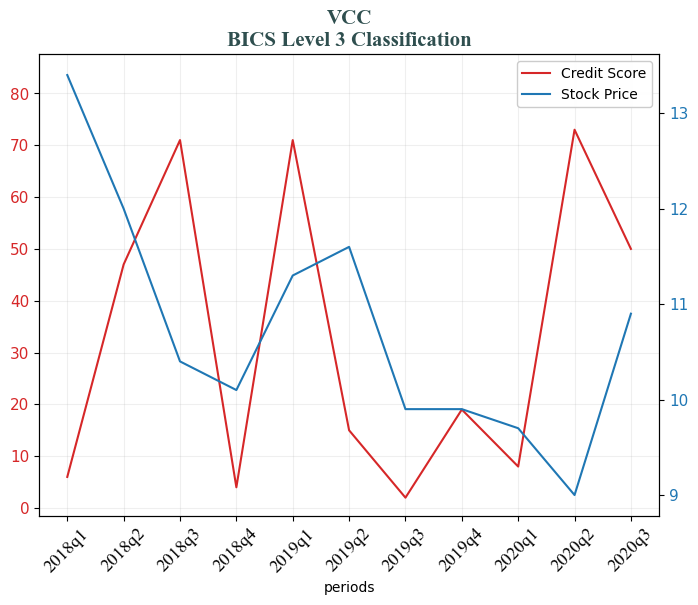 VCC
BICS Level 3 Classification
Credit Score
Stock Price
80
70
60
50
40
30
20
10
0
13
12
11
10
9
2018q1
2018q2
2018q3
2018q4
2019q1
2019q2
2019q3
2019q4
2020q1
2020q2
2020q3
periods